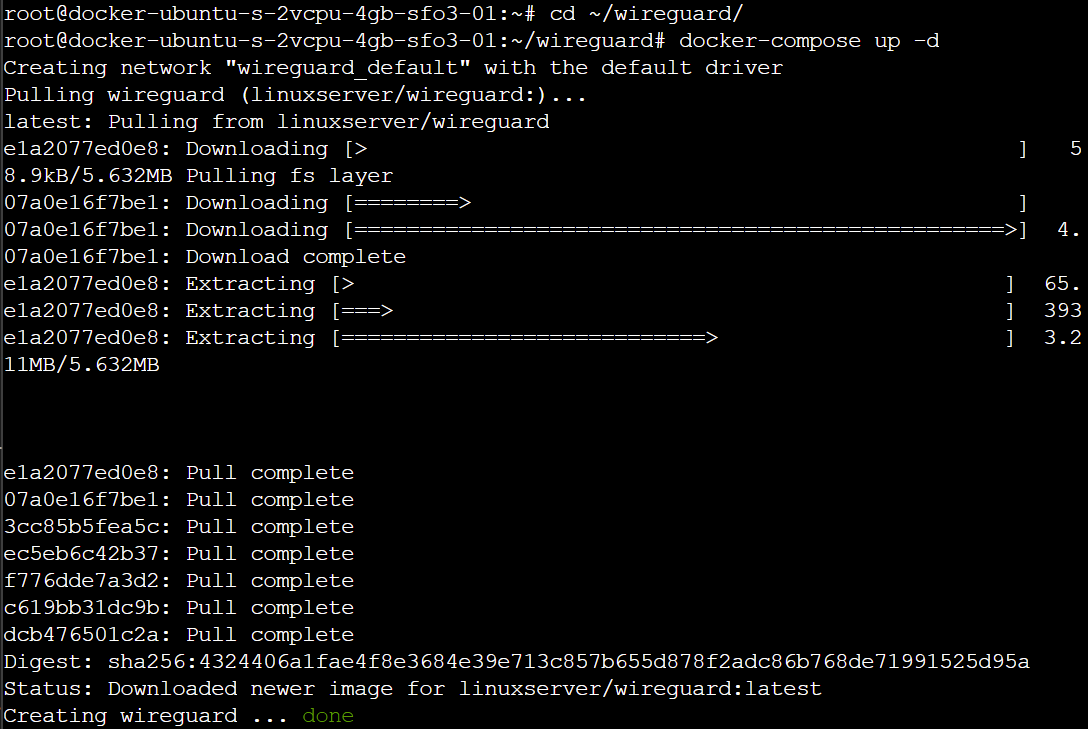 root@docker-ubuntu-s-2vcpu-4gb-sfo3-01:~# cd ~/wireguard/
root@docker-ubuntu-s-2vcpu-4gb-sfo3-01:~/wireguard# docker-compose up -d
Creating network "wireguard_default" with the default driver
Pulling wireguard (linuxserver/wireguard:)...
latest: Pulling from linuxserver/wireguard
e1a2077ed0e8: Downloading [>                                                  ]   5
8.9kB/5.632MB Pulling fs layer
07a0e16f7be1: Downloading [========>                                          ]
07a0e16f7be1: Downloading [==================================================>]  4.
07a0e16f7be1: Download complete
e1a2077ed0e8: Extracting [>                                                  ]  65.
e1a2077ed0e8: Extracting [===>                                               ]  393
e1a2077ed0e8: Extracting [============================>                      ]  3.2
11MB/5.632MB
e1a2077ed0e8: Pull complete
07a0e16f7be1: Pull complete
3cc85b5fea5c: Pull complete
ec5eb6c42b37: Pull complete
f776dde7a3d2: Pull complete
c619bb31dc9b: Pull complete
dcb476501c2a: Pull complete
Digest: sha256:4324406a1fae4f8e3684e39e713c857b655d878f2adc86b768de71991525d95a
Status: Downloaded newer image for linuxserver/wireguard:latest
Creating wireguard ... done